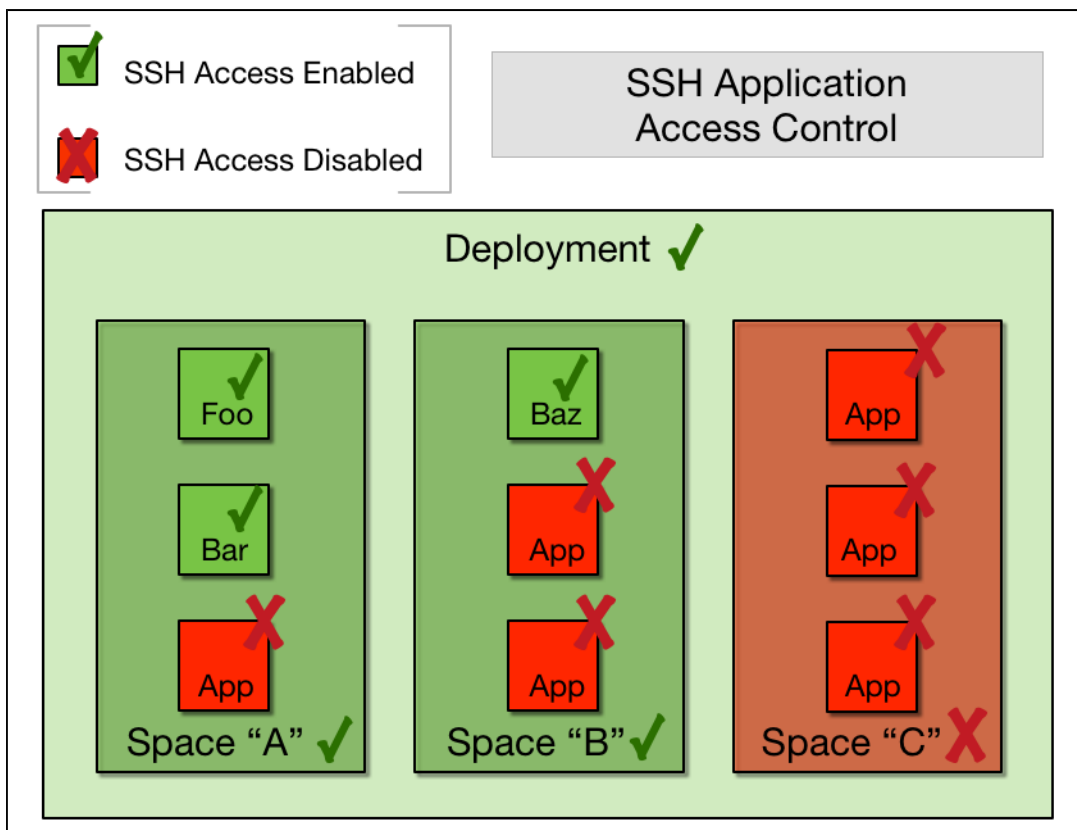 SSH Access Enabled
SSH Access Disabled
SSH Application
Access Control
Deployment
Foo
Bar
App
Space “A”
Baz
App
App
Space “B”
App
App
App
Space “C”